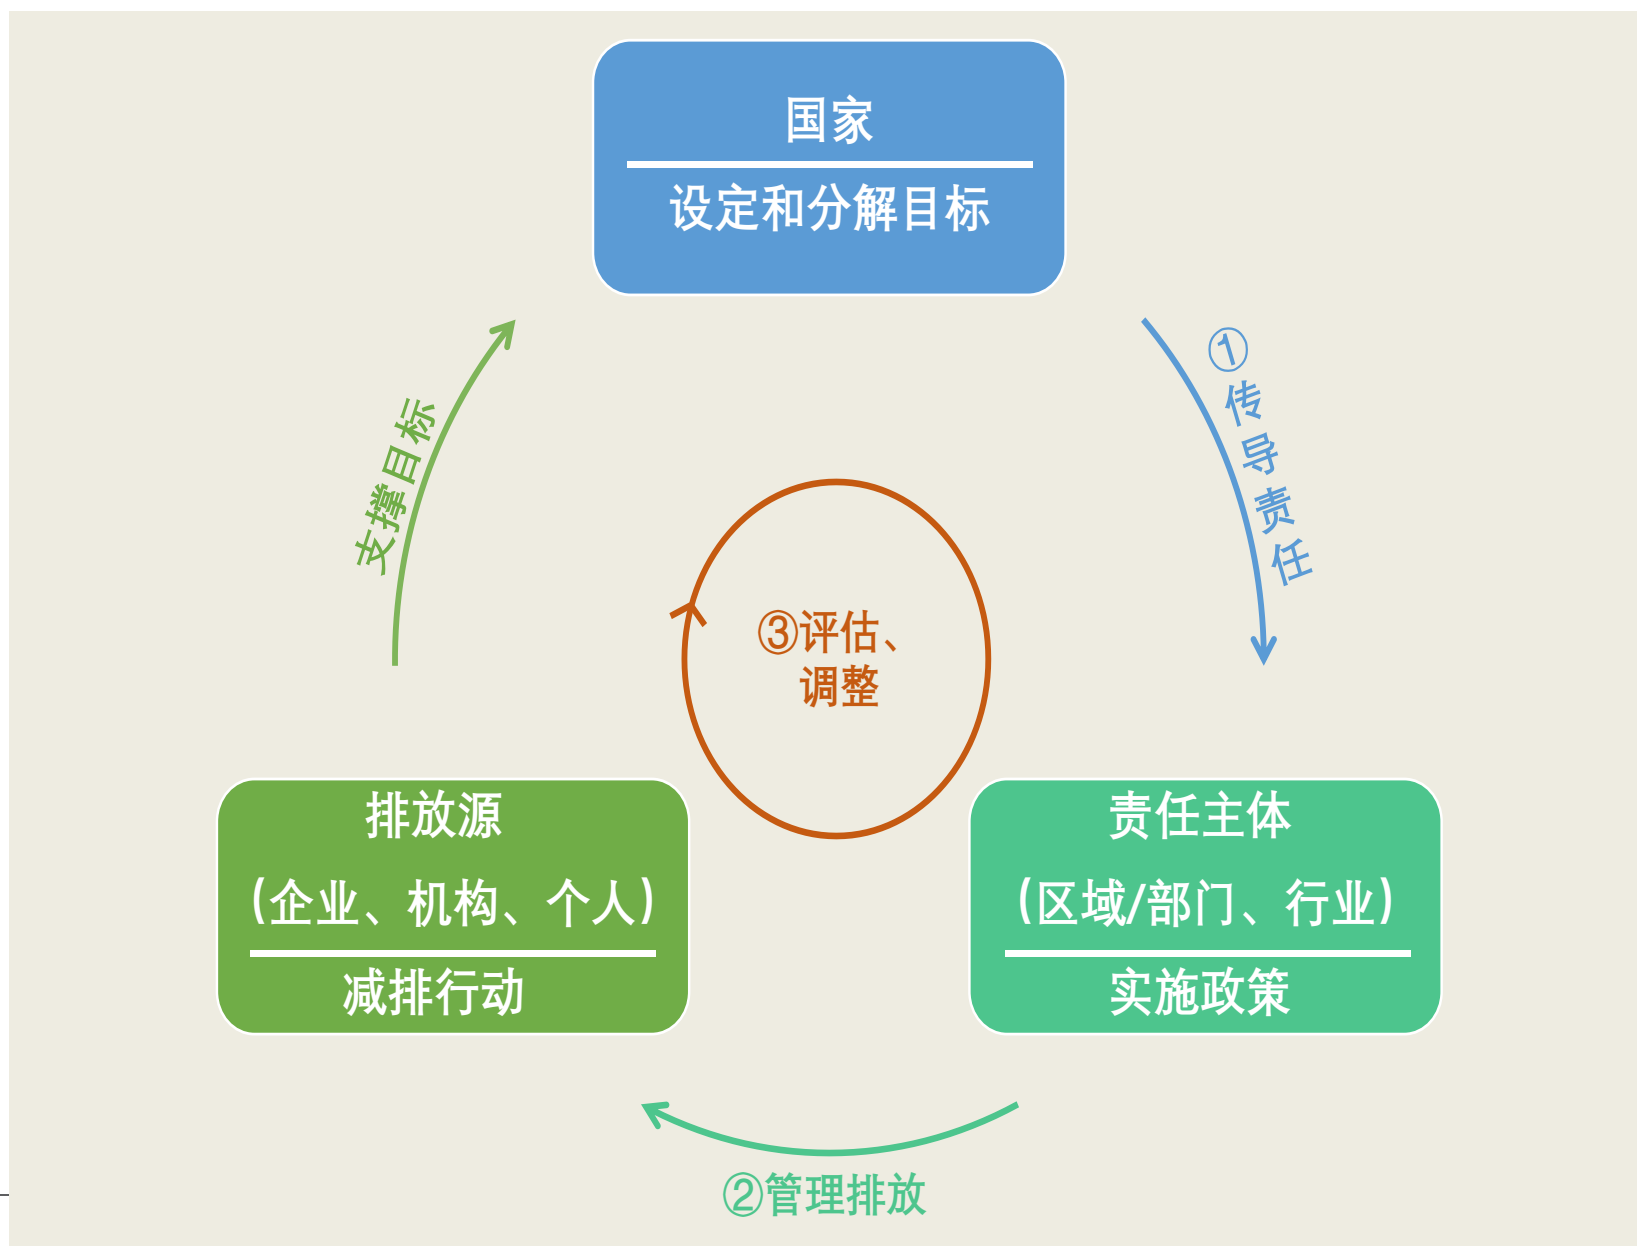 国家
设定和分解目标
①传导责任
支撑目标
③评估、
调整
排放源
(企业、机构、个人)
减排行动
责任主体
(区域/部门、行业)
实施政策
②管理排放